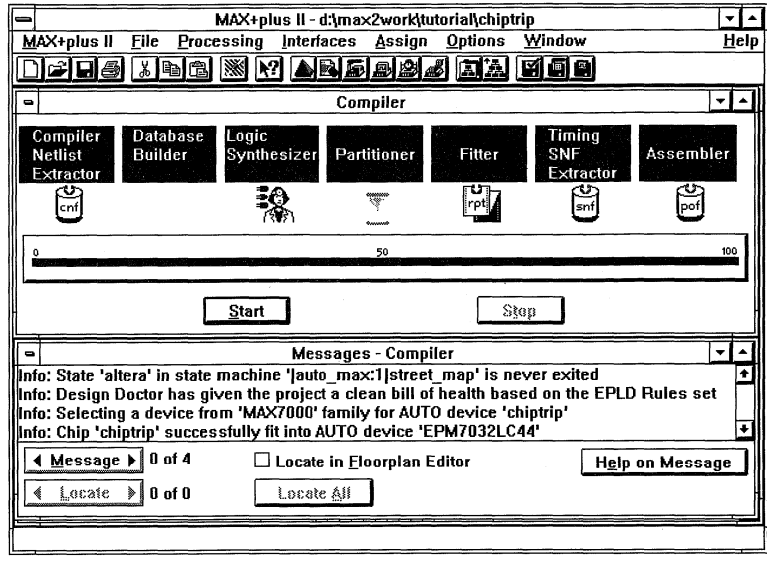 MAX+plus II - d:\max2work\tutorial\chiptrip
MAX+plus II File Processing Interfaces Assign Options Window Help
Compiler
Compiler Netlist Extractor
Database Builder
Logic Synthesizer
Partitioner
Fitter
Timing SNF Extractor
Assembler
cnf
rpt
snf
pof
0 50 100
Start Stop
Messages - Compiler
Info: State 'altera' in state machine '|auto_max:1|street_map' is never exited
Info: Design Doctor has given the project a clean bill of health based on the EPLD Rules set
Info: Selecting a device from 'MAX7000' family for AUTO device 'chiptrip'
Info: Chip 'chiptrip' successfully fit into AUTO device 'EPM7032LC44'
Message 0 of 4 Locate in Floorplan Editor Help on Message
Locate 0 of 0 Locate All